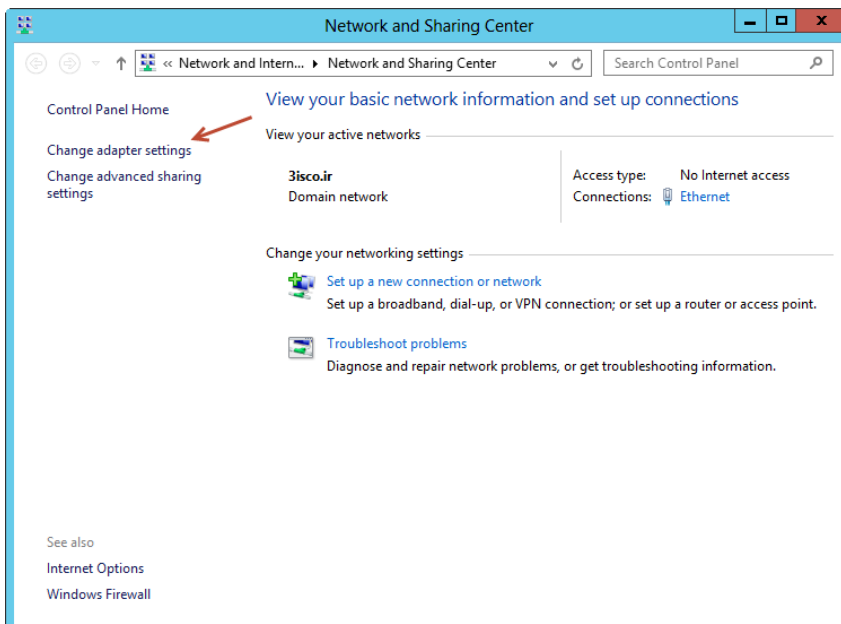 Network and Sharing Center
« Network and Intern... Network and Sharing Center
Search Control Panel
Control Panel Home
Change adapter settings
Change advanced sharing
settings
View your basic network information and set up connections
View your active networks
3isco.ir
Domain network
Access type: No Internet access
Connections: Ethernet
Change your networking settings
Set up a new connection or network
Set up a broadband, dial-up, or VPN connection; or set up a router or access point.
Troubleshoot problems
Diagnose and repair network problems, or get troubleshooting information.
See also
Internet Options
Windows Firewall